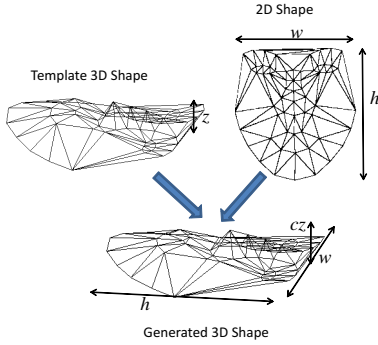 2D Shape
w
Template 3D Shape
h
z
cz
w
h
Generated 3D Shape